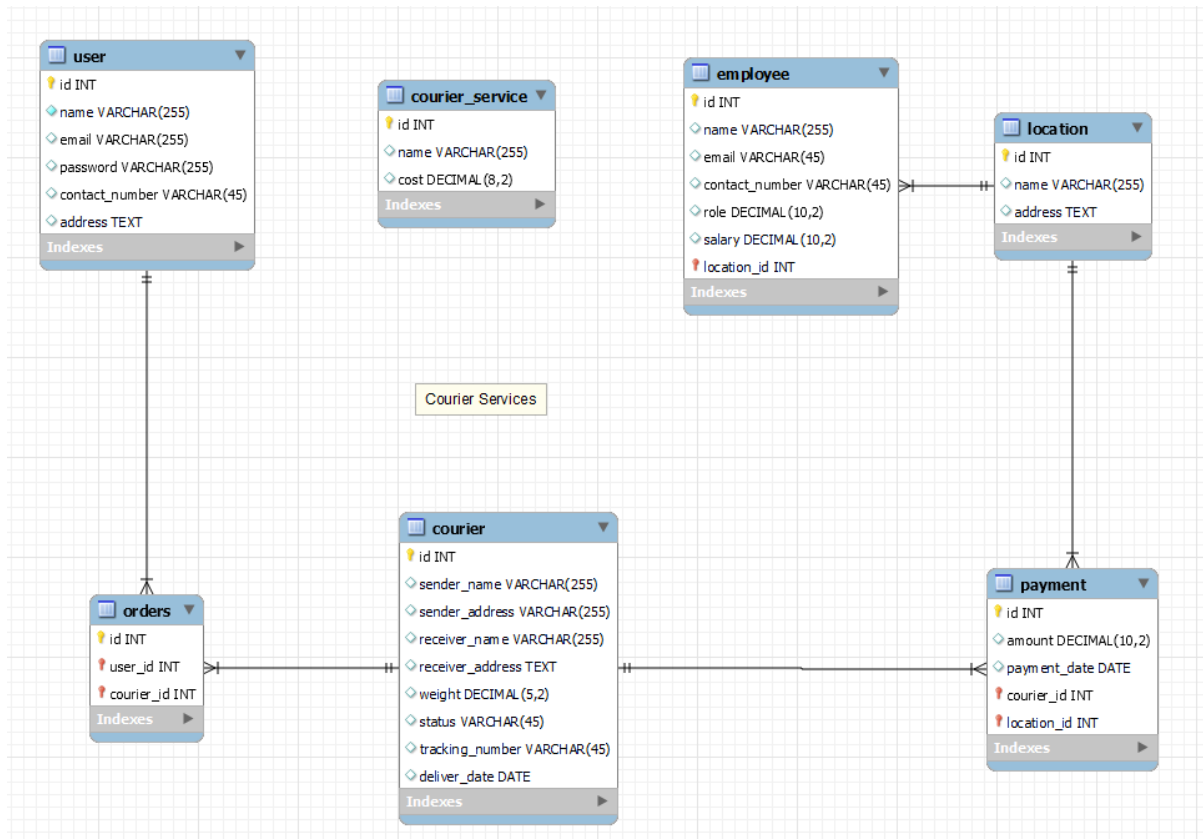 user
id INT
name VARCHAR(255)
email VARCHAR(255)
password VARCHAR(255)
contact_number VARCHAR(45)
address TEXT
Indexes
courier_service
id INT
name VARCHAR(255)
cost DECIMAL(8,2)
Indexes
employee
id INT
name VARCHAR(255)
email VARCHAR(45)
contact_number VARCHAR(45)
role DECIMAL(10,2)
salary DECIMAL(10,2)
location_id INT
Indexes
location
id INT
name VARCHAR(255)
address TEXT
Indexes
Courier Services
orders
id INT
user_id INT
courier_id INT
Indexes
courier
id INT
sender_name VARCHAR(255)
sender_address VARCHAR(255)
receiver_name VARCHAR(255)
receiver_address TEXT
weight DECIMAL(5,2)
status VARCHAR(45)
tracking_number VARCHAR(45)
deliver_date DATE
Indexes
payment
id INT
amount DECIMAL(10,2)
payment_date DATE
courier_id INT
location_id INT
Indexes